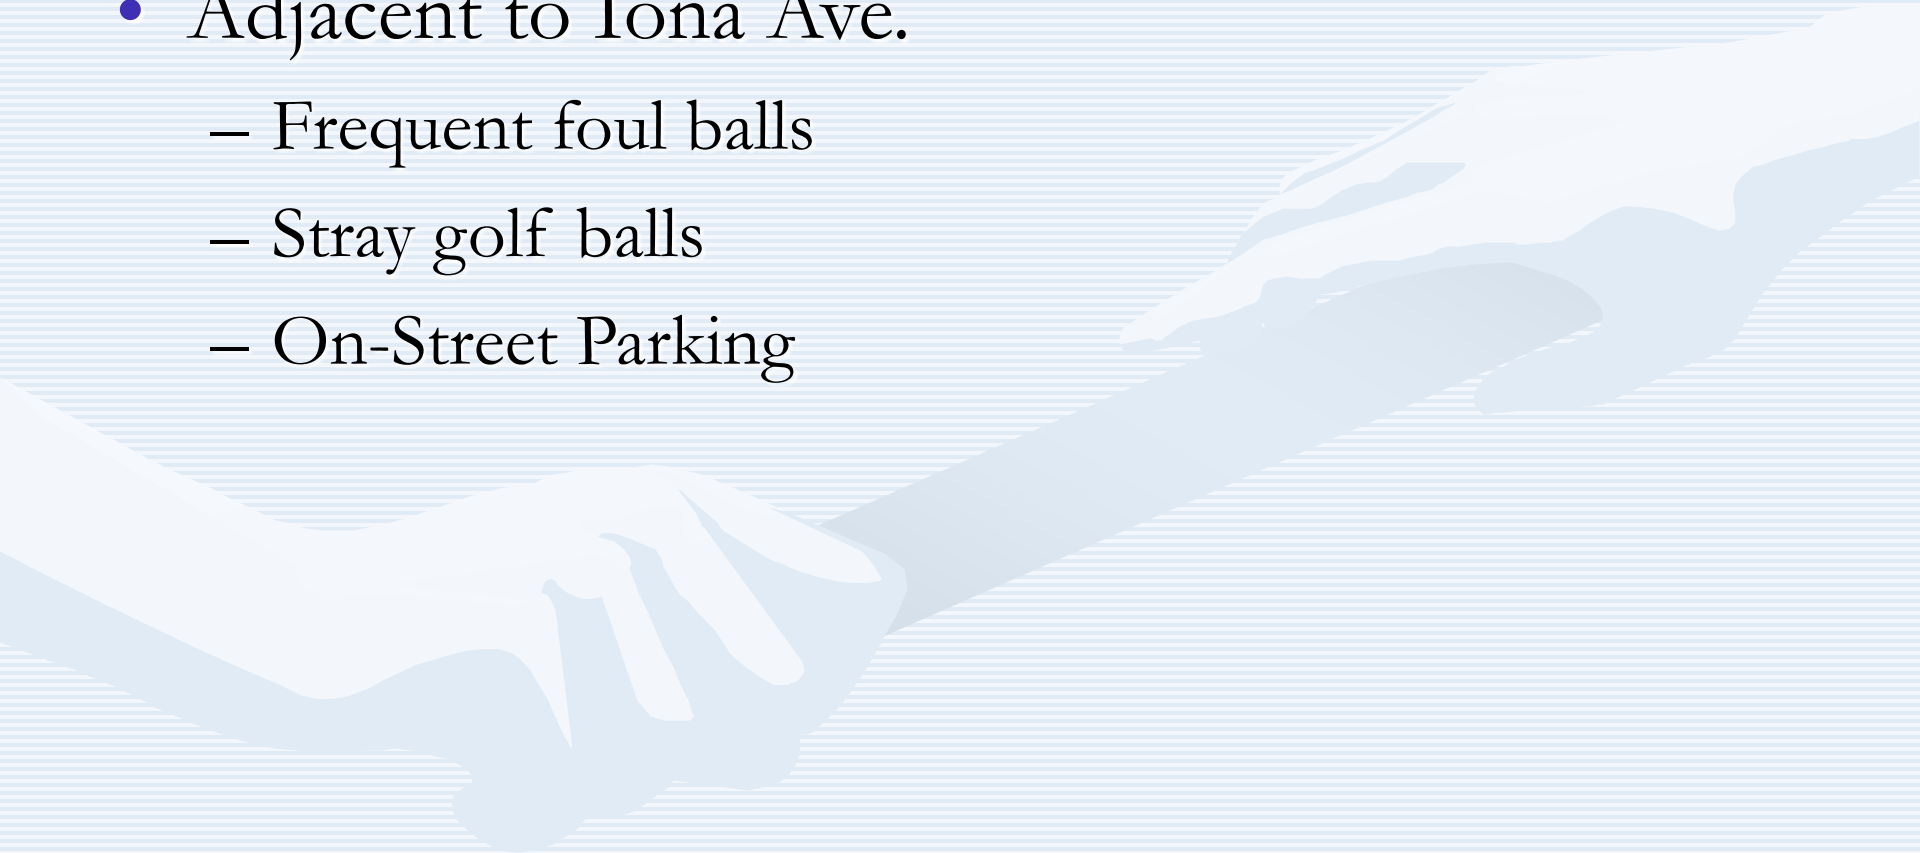 • Adjacent to Iona Ave.
– Frequent foul balls
– Stray golf balls
– On-Street Parking